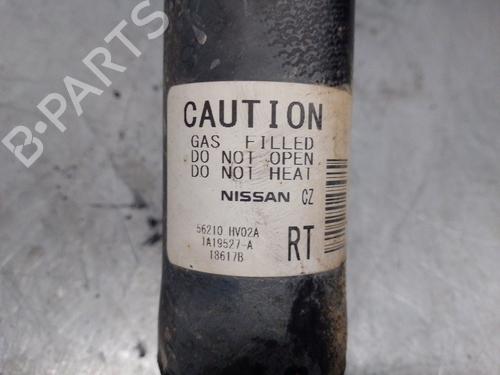 B-PARTS
CAUTION
GAS FILLED
DO NOT OPEN
DO NOT HEAT
NISSAN CZ
56210 HV02A
1A19527-A
18617B
RT